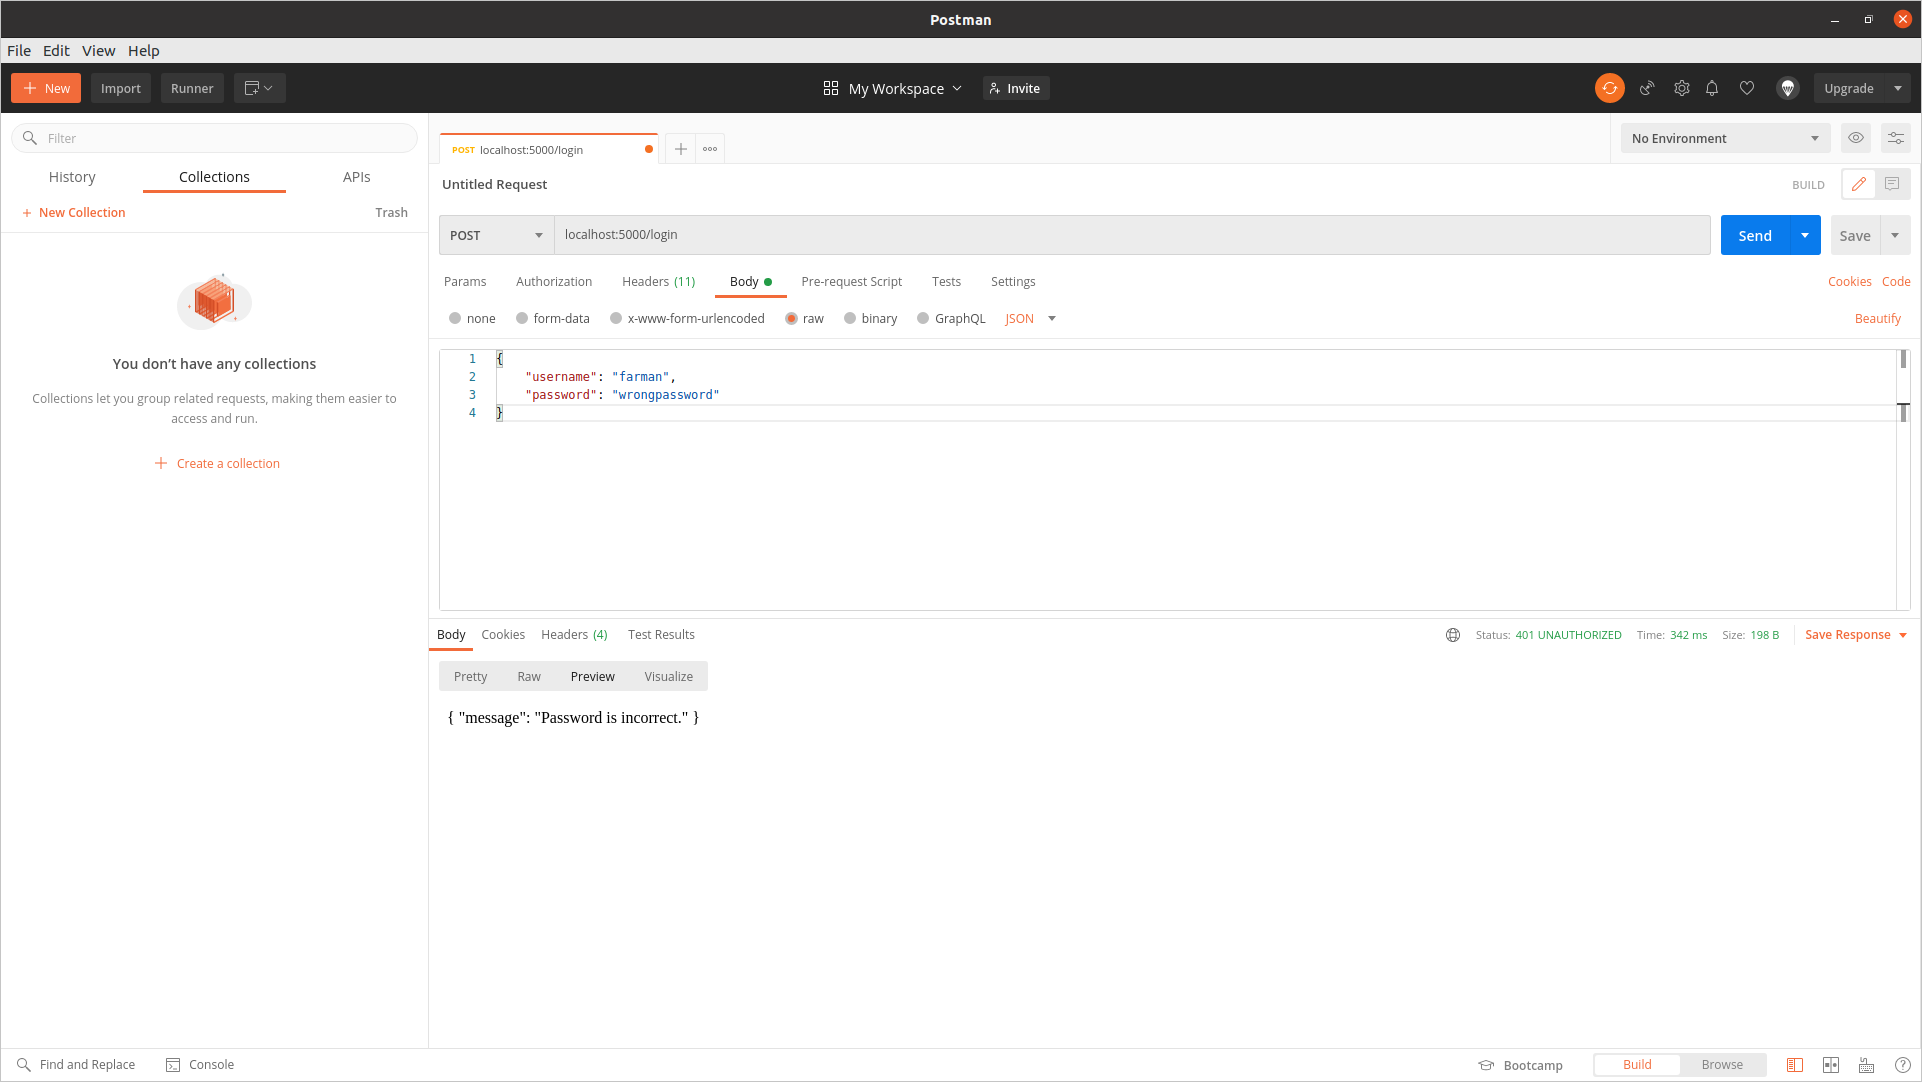 Postman
File Edit View Help
New Import Runner My Workspace Invite Upgrade
Filter
History Collections APIs
New Collection Trash
You don’t have any collections
Collections let you group related requests, making them easier to
access and run.
Create a collection
POST localhost:5000/login
No Environment
Untitled Request BUILD
POST localhost:5000/login Send Save
Params Authorization Headers (11) Body Pre-request Script Tests Settings Cookies Code
none form-data x-www-form-urlencoded raw binary GraphQL JSON Beautify
1 {
2 "username": "farman",
3 "password": "wrongpassword"
4 }
Body Cookies Headers (4) Test Results Status: 401 UNAUTHORIZED Time: 342 ms Size: 198 B Save Response
Pretty Raw Preview Visualize
{ "message": "Password is incorrect." }
Find and Replace Console Bootcamp Build Browse